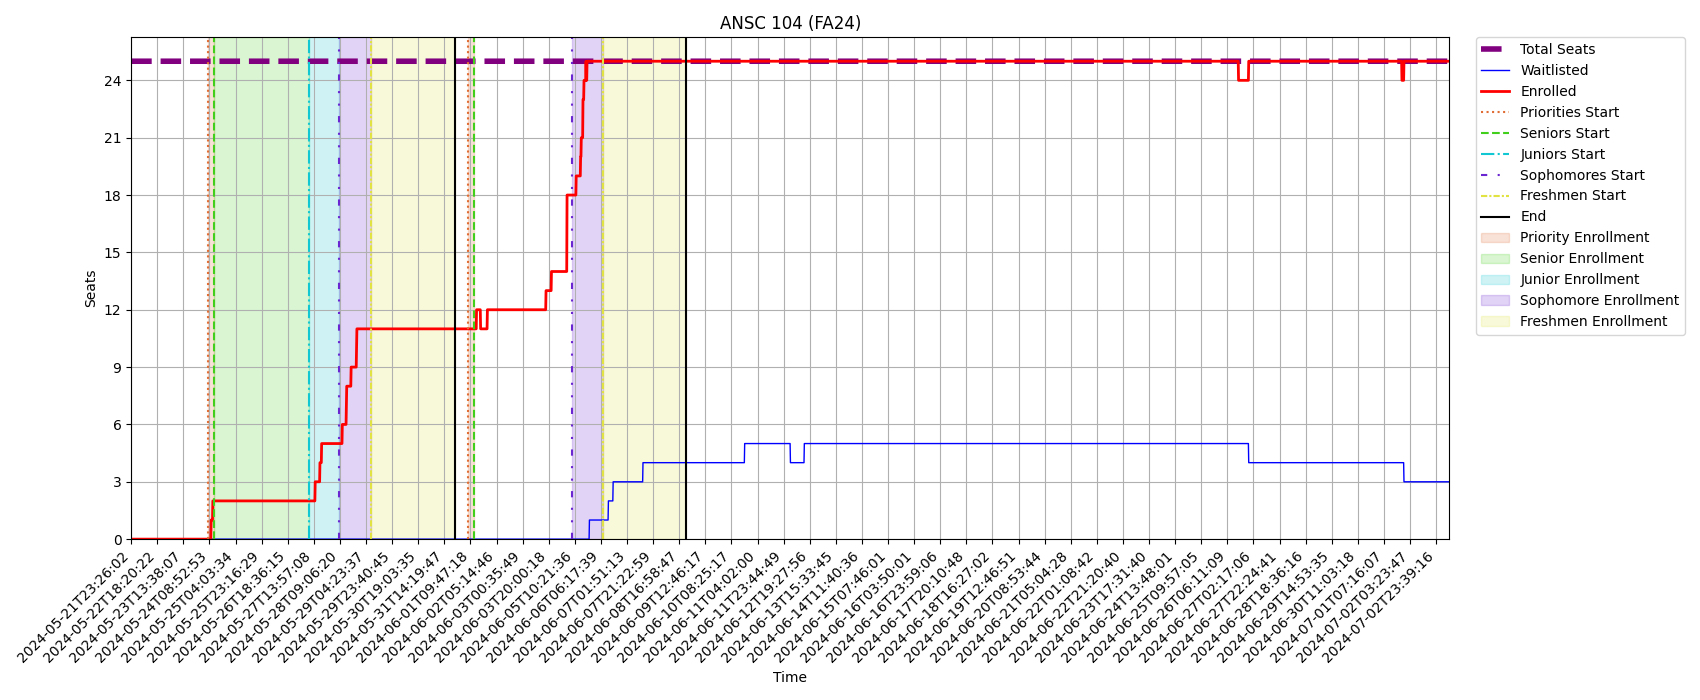 ANSC 104 (FA24)
Total Seats
Waitlisted
Enrolled
Priorities Start
Seniors Start
Juniors Start
Sophomores Start
Freshmen Start
End
Priority Enrollment
Senior Enrollment
Junior Enrollment
Sophomore Enrollment
Freshmen Enrollment
Seats
24
21
18
15
12
9
6
3
0
2024-05-21T23:26:02
2024-05-22T18:20:22
2024-05-23T13:38:07
2024-05-24T08:52:53
2024-05-25T04:03:34
2024-05-25T23:16:29
2024-05-26T18:36:15
2024-05-27T13:57:08
2024-05-28T09:06:20
2024-05-29T04:23:37
2024-05-29T23:40:45
2024-05-30T19:03:35
2024-05-31T14:19:47
2024-06-01T09:47:18
2024-06-02T05:14:46
2024-06-03T00:35:49
2024-06-03T20:00:18
2024-06-05T10:21:36
2024-06-06T06:17:39
2024-06-07T01:51:13
2024-06-07T21:22:59
2024-06-08T16:58:47
2024-06-09T12:46:17
2024-06-10T08:25:17
2024-06-11T04:02:00
2024-06-11T23:44:49
2024-06-12T19:27:56
2024-06-13T15:33:45
2024-06-14T11:40:36
2024-06-15T07:46:01
2024-06-16T03:50:01
2024-06-16T23:59:06
2024-06-17T20:10:48
2024-06-18T16:27:02
2024-06-19T12:46:51
2024-06-20T08:53:44
2024-06-21T05:04:28
2024-06-22T01:08:42
2024-06-22T21:20:40
2024-06-23T17:31:40
2024-06-24T13:48:01
2024-06-25T09:57:05
2024-06-26T06:11:09
2024-06-27T02:17:06
2024-06-27T22:24:41
2024-06-28T18:36:16
2024-06-29T14:53:35
2024-06-30T11:03:18
2024-07-01T07:16:07
2024-07-02T03:23:47
2024-07-02T23:39:16
Time